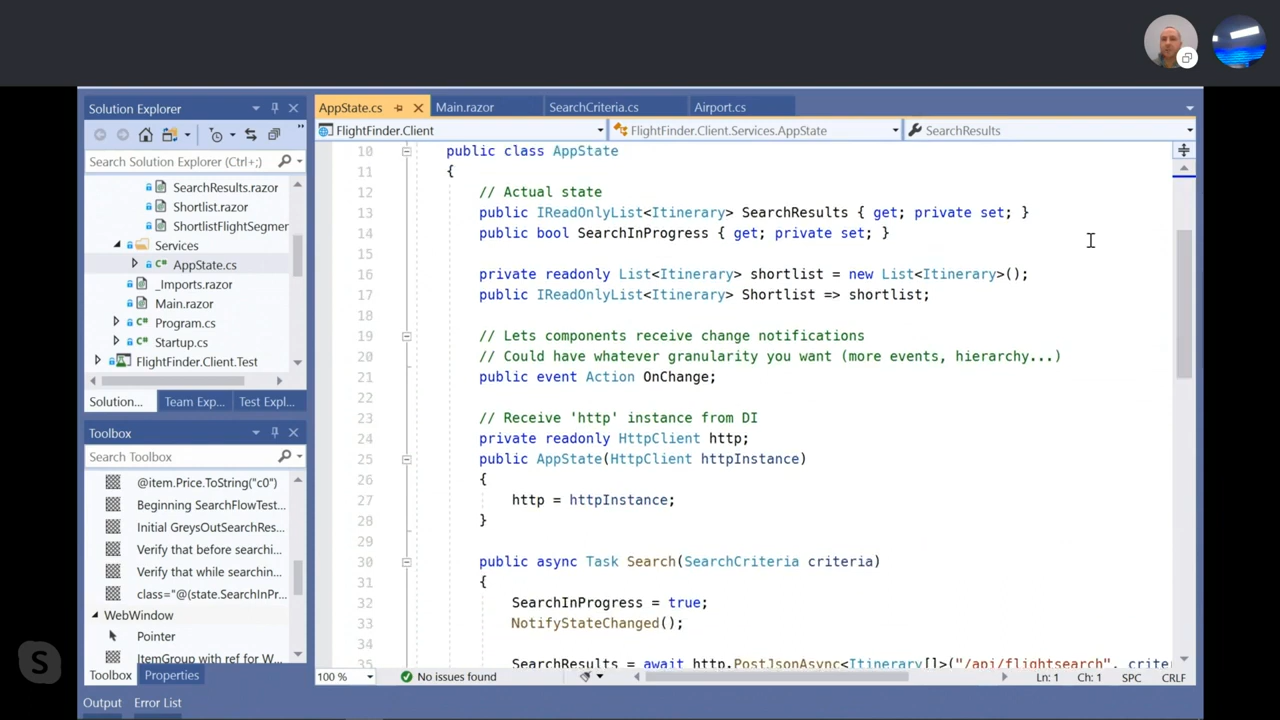 Solution Explorer
Search Solution Explorer (Ctrl+;)
SearchResults.razor
Shortlist.razor
ShortlistFlightSegmer
Services
AppState.cs
_Imports.razor
Main.razor
Program.cs
Startup.cs
FlightFinder.Client.Test
Solution... Team Exp... Test Expl...
Toolbox
Search Toolbox
@item.Price.ToString("c0")
Beginning SearchFlowTest...
Initial GreysOutSearchRes...
Verify that before searchi...
Verify that while searchin...
class="@(state.SearchInPr...
WebWindow
Pointer
ItemGroup with ref for W...
Toolbox Properties
Output Error List
AppState.cs Main.razor SearchCriteria.cs Airport.cs
FlightFinder.Client FlightFinder.Client.Services.AppState SearchResults
10 public class AppState
11 {
12 // Actual state
13 public IReadOnlyList<Itinerary> SearchResults { get; private set; }
14 public bool SearchInProgress { get; private set; }
15
16 private readonly List<Itinerary> shortlist = new List<Itinerary>();
17 public IReadOnlyList<Itinerary> Shortlist => shortlist;
18
19 // Lets components receive change notifications
20 // Could have whatever granularity you want (more events, hierarchy...)
21 public event Action OnChange;
22
23 // Receive 'http' instance from DI
24 private readonly HttpClient http;
25 public AppState(HttpClient httpInstance)
26 {
27 http = httpInstance;
28 }
29
30 public async Task Search(SearchCriteria criteria)
31 {
32 SearchInProgress = true;
33 NotifyStateChanged();
34
35 SearchResults = await http.PostJsonAsync<Itinerary[]>("/api/flightsearch", crite
100 % No issues found Ln: 1 Ch: 1 SPC CRLF
S